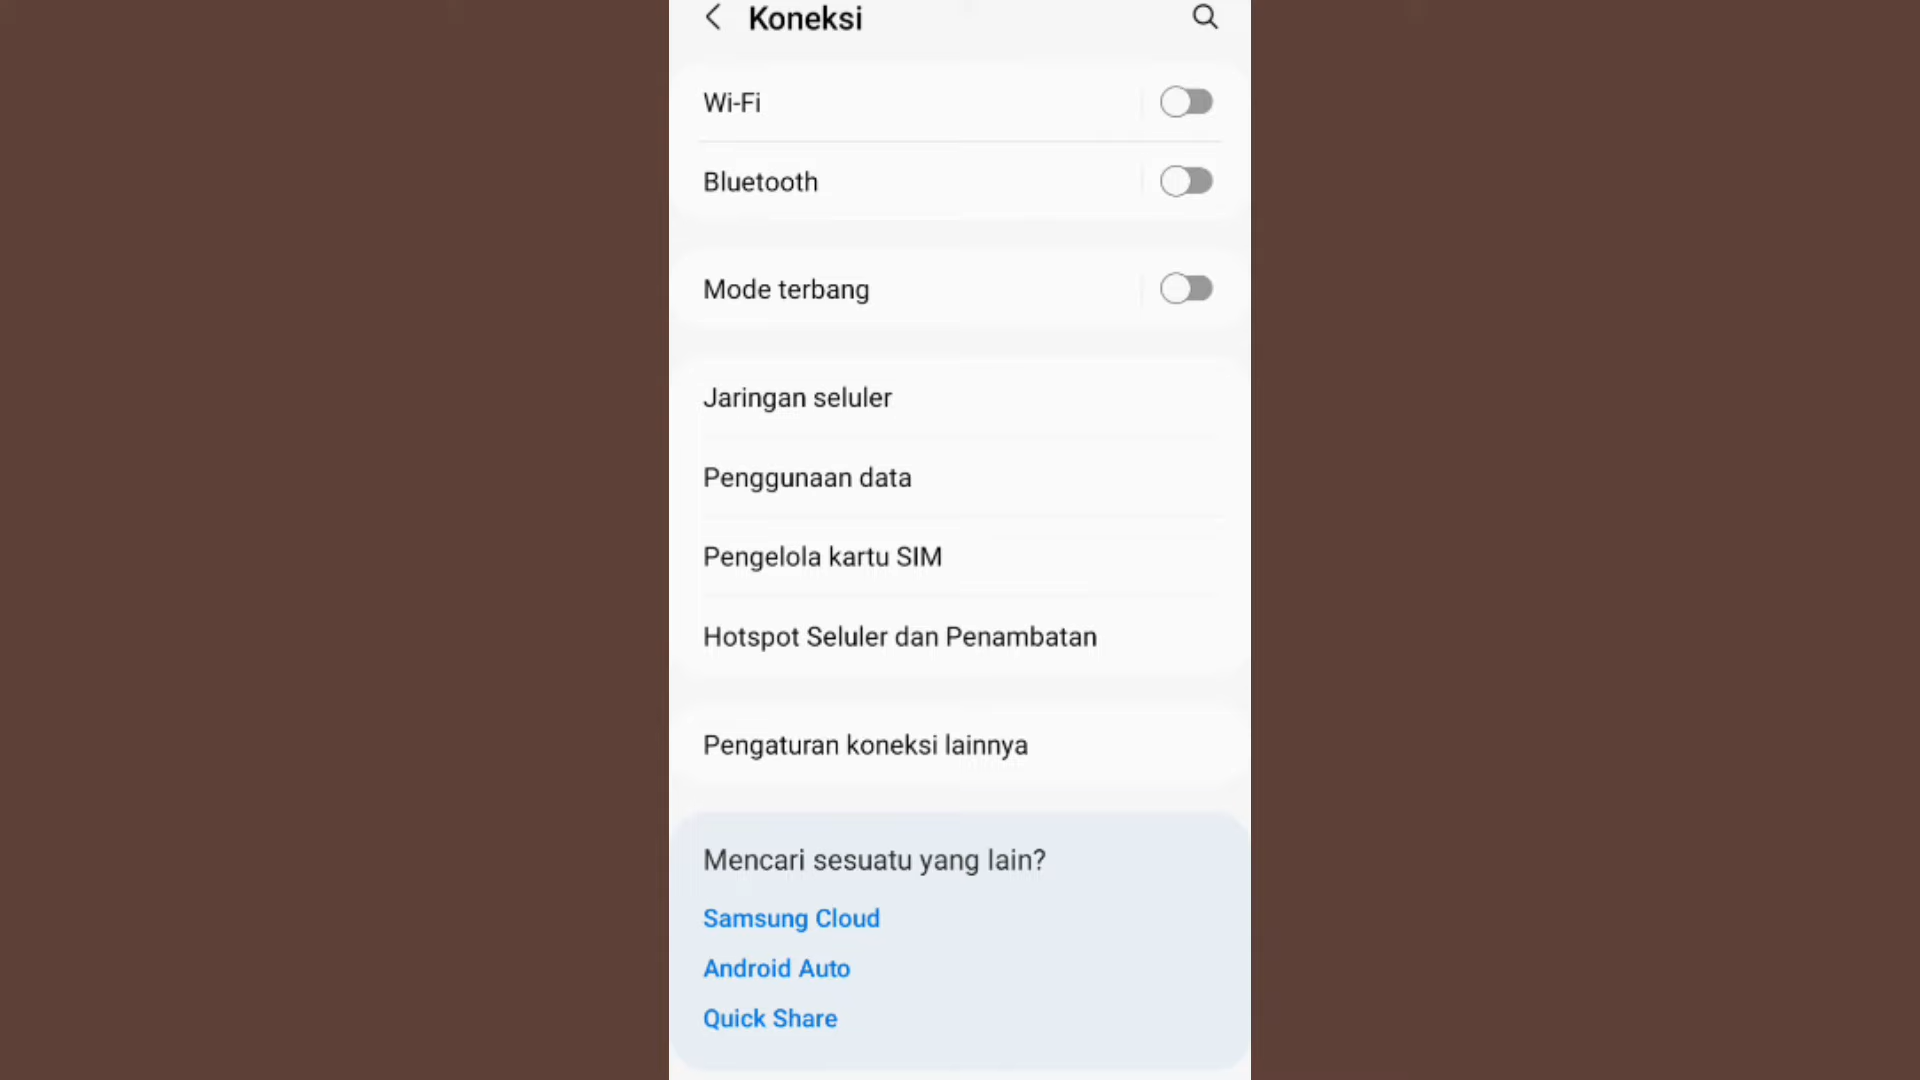 Koneksi
Wi-Fi
Bluetooth
Mode terbang
Jaringan seluler
Penggunaan data
Pengelola kartu SIM
Hotspot Seluler dan Penambatan
Pengaturan koneksi lainnya
Mencari sesuatu yang lain?
Samsung Cloud
Android Auto
Quick Share